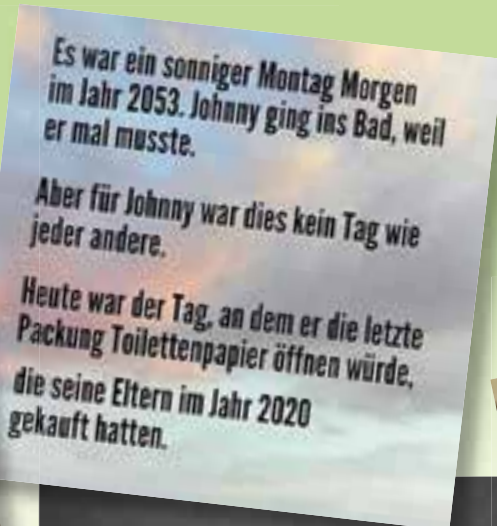 Es war ein sonniger Montag Morgen
im Jahr 2053. Johnny ging ins Bad, weil
er mal musste.
Aber für Johnny war dies kein Tag wie
jeder andere.
Heute war der Tag, an dem er die letzte
Packung Toilettenpapier öffnen würde,
die seine Eltern im Jahr 2020
gekauft hatten.